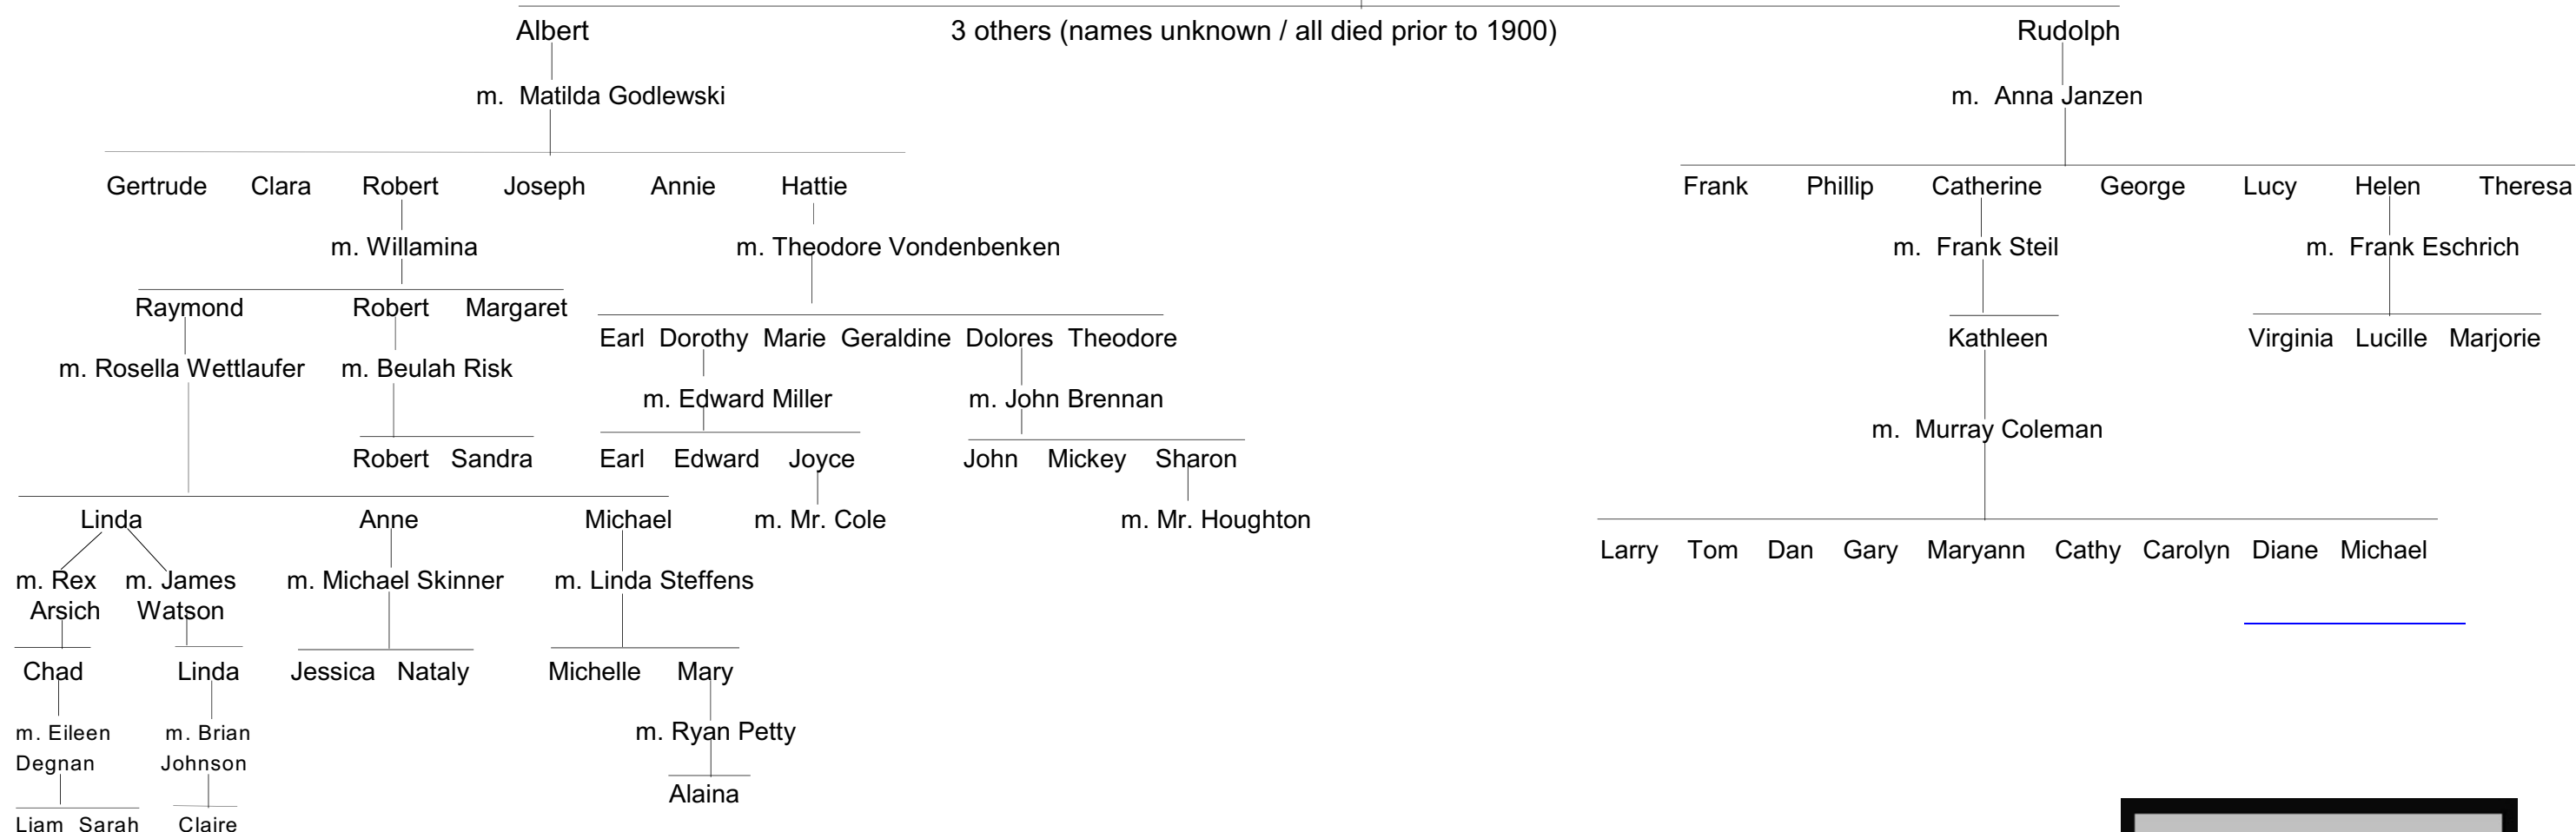 Albert 3 others (names unknown / all died prior to 1900) Rudolph
m. Matilda Godlewski m. Anna Janzen
Gertrude Clara Robert Joseph Annie Hattie Frank Phillip Catherine George Lucy Helen Theresa
m. Willamina m. Theodore Vondenbenken m. Frank Steil m. Frank Eschrich
Raymond Robert Margaret
Earl Dorothy Marie Geraldine Dolores Theodore Kathleen Virginia Lucille Marjorie
m. Rosella Wettlaufer m. Beulah Risk
m. Edward Miller m. John Brennan
m. Murray Coleman
Robert Sandra Earl Edward Joyce John Mickey Sharon
Linda Anne Michael m. Mr. Cole m. Mr. Houghton
Larry Tom Dan Gary Maryann Cathy Carolyn Diane Michael
m. Rex m. James m. Michael Skinner m. Linda Steffens
Arsich Watson
Chad Linda Jessica Nataly Michelle Mary
m. Eileen m. Brian m. Ryan Petty
Degnan Johnson
Alaina
Liam Sarah Claire